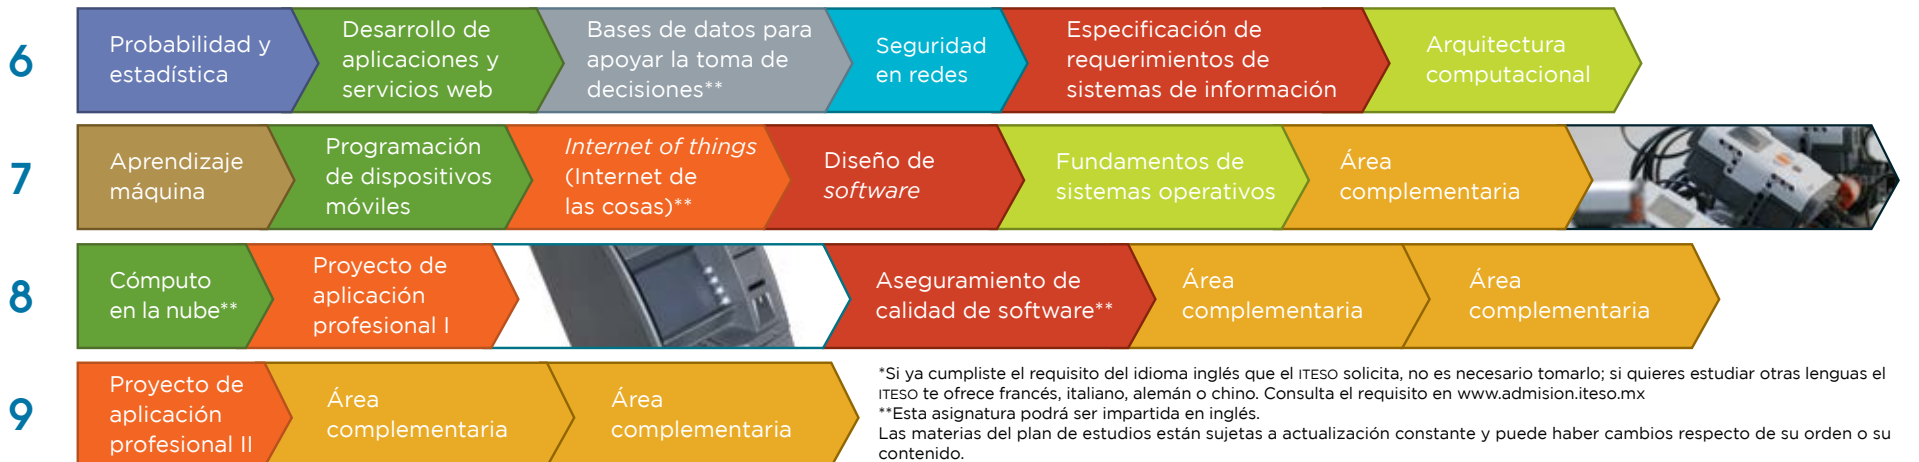 6
Probabilidad y
estadística
Desarrollo de
aplicaciones y
servicios web
Bases de datos para
apoyar la toma de
decisiones**
Seguridad
en redes
Especificación de
requerimientos de
sistemas de información
Arquitectura
computacional
7
Aprendizaje
máquina
Programación
de dispositivos
móviles
Internet of things
(Internet de
las cosas)**
Diseño de
software
Fundamentos de
sistemas operativos
Área
complementaria
8
Cómputo
en la nube**
Proyecto de
aplicación
profesional I
Aseguramiento de
calidad de software**
Área
complementaria
Área
complementaria
9
Proyecto de
aplicación
profesional II
Área
complementaria
Área
complementaria
*Si ya cumpliste el requisito del idioma inglés que el ITESO solicita, no es necesario tomarlo; si quieres estudiar otras lenguas el
ITESO te ofrece francés, italiano, alemán o chino. Consulta el requisito en www.admision.iteso.mx
**Esta asignatura podrá ser impartida en inglés.
Las materias del plan de estudios están sujetas a actualización constante y puede haber cambios respecto de su orden o su
contenido.